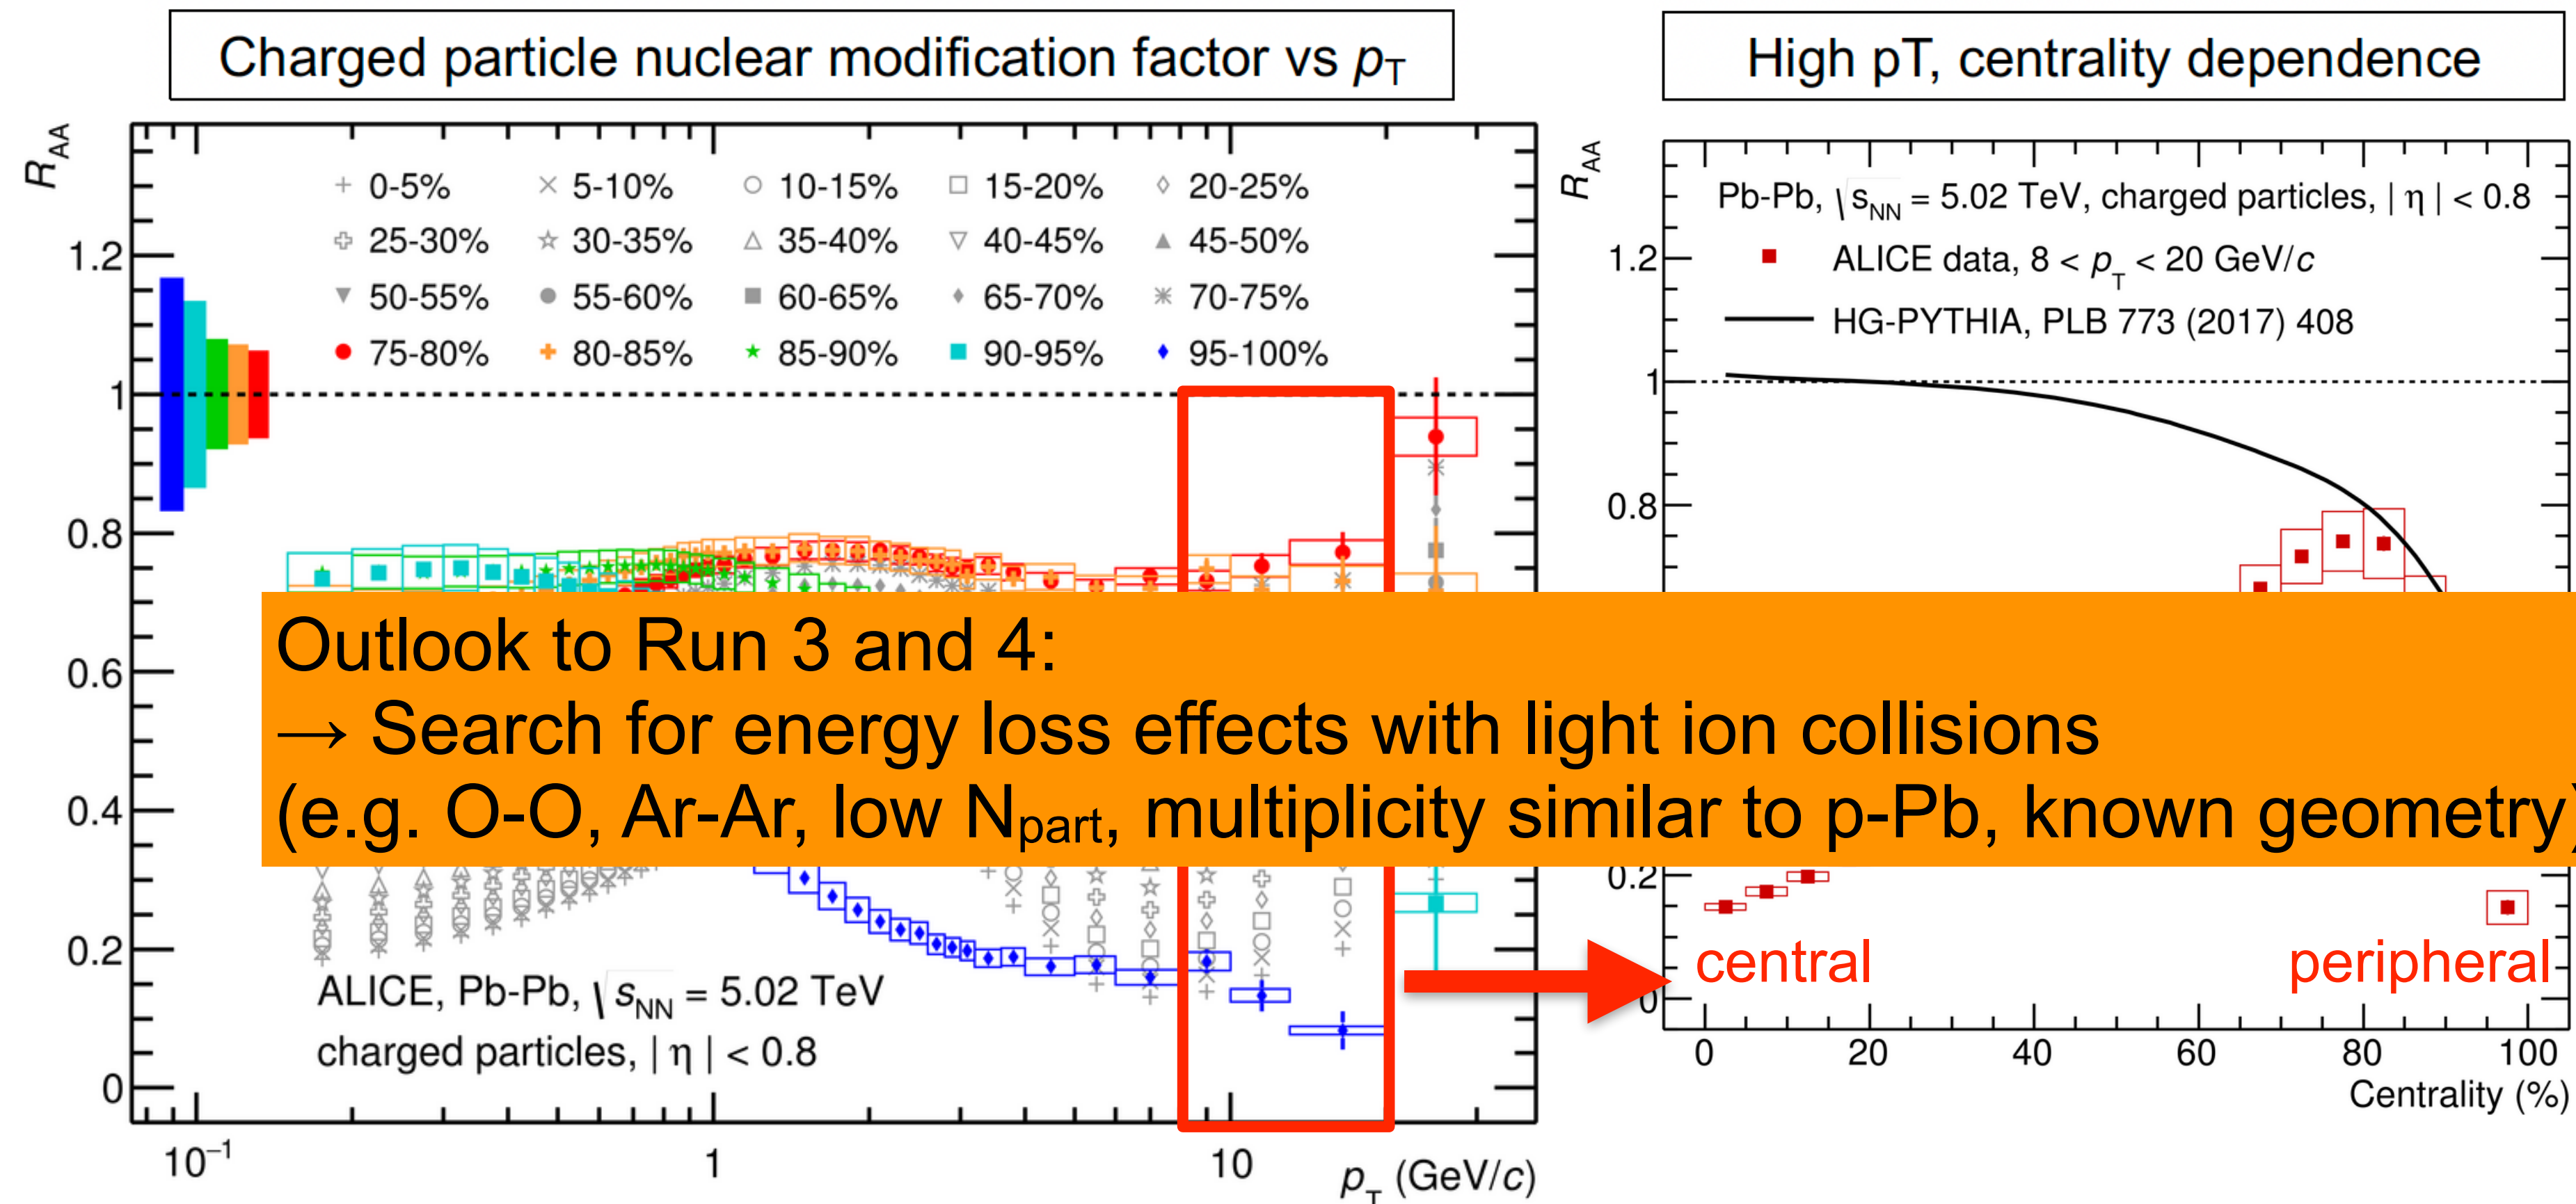 Charged particle nuclear modification factor vs pT
High pT, centrality dependence
RAA
0-5% 5-10% 10-15% 15-20% 20-25%
25-30% 30-35% 35-40% 40-45% 45-50%
50-55% 55-60% 60-65% 65-70% 70-75%
75-80% 80-85% 85-90% 90-95% 95-100%
1.2
1
0.8
0.6
0.4
0.2
0
ALICE, Pb-Pb, √sNN = 5.02 TeV
charged particles, | η | < 0.8
10⁻¹ 1 10
pT (GeV/c)
RAA
Pb-Pb, √sNN = 5.02 TeV, charged particles, | η | < 0.8
ALICE data, 8 < pT < 20 GeV/c
HG-PYTHIA, PLB 773 (2017) 408
1.2
1
0.8
0.2
0
central
peripheral
0 20 40 60 80 100
Centrality (%)
Outlook to Run 3 and 4:
→ Search for energy loss effects with light ion collisions
(e.g. O-O, Ar-Ar, low Npart, multiplicity similar to p-Pb, known geometry)